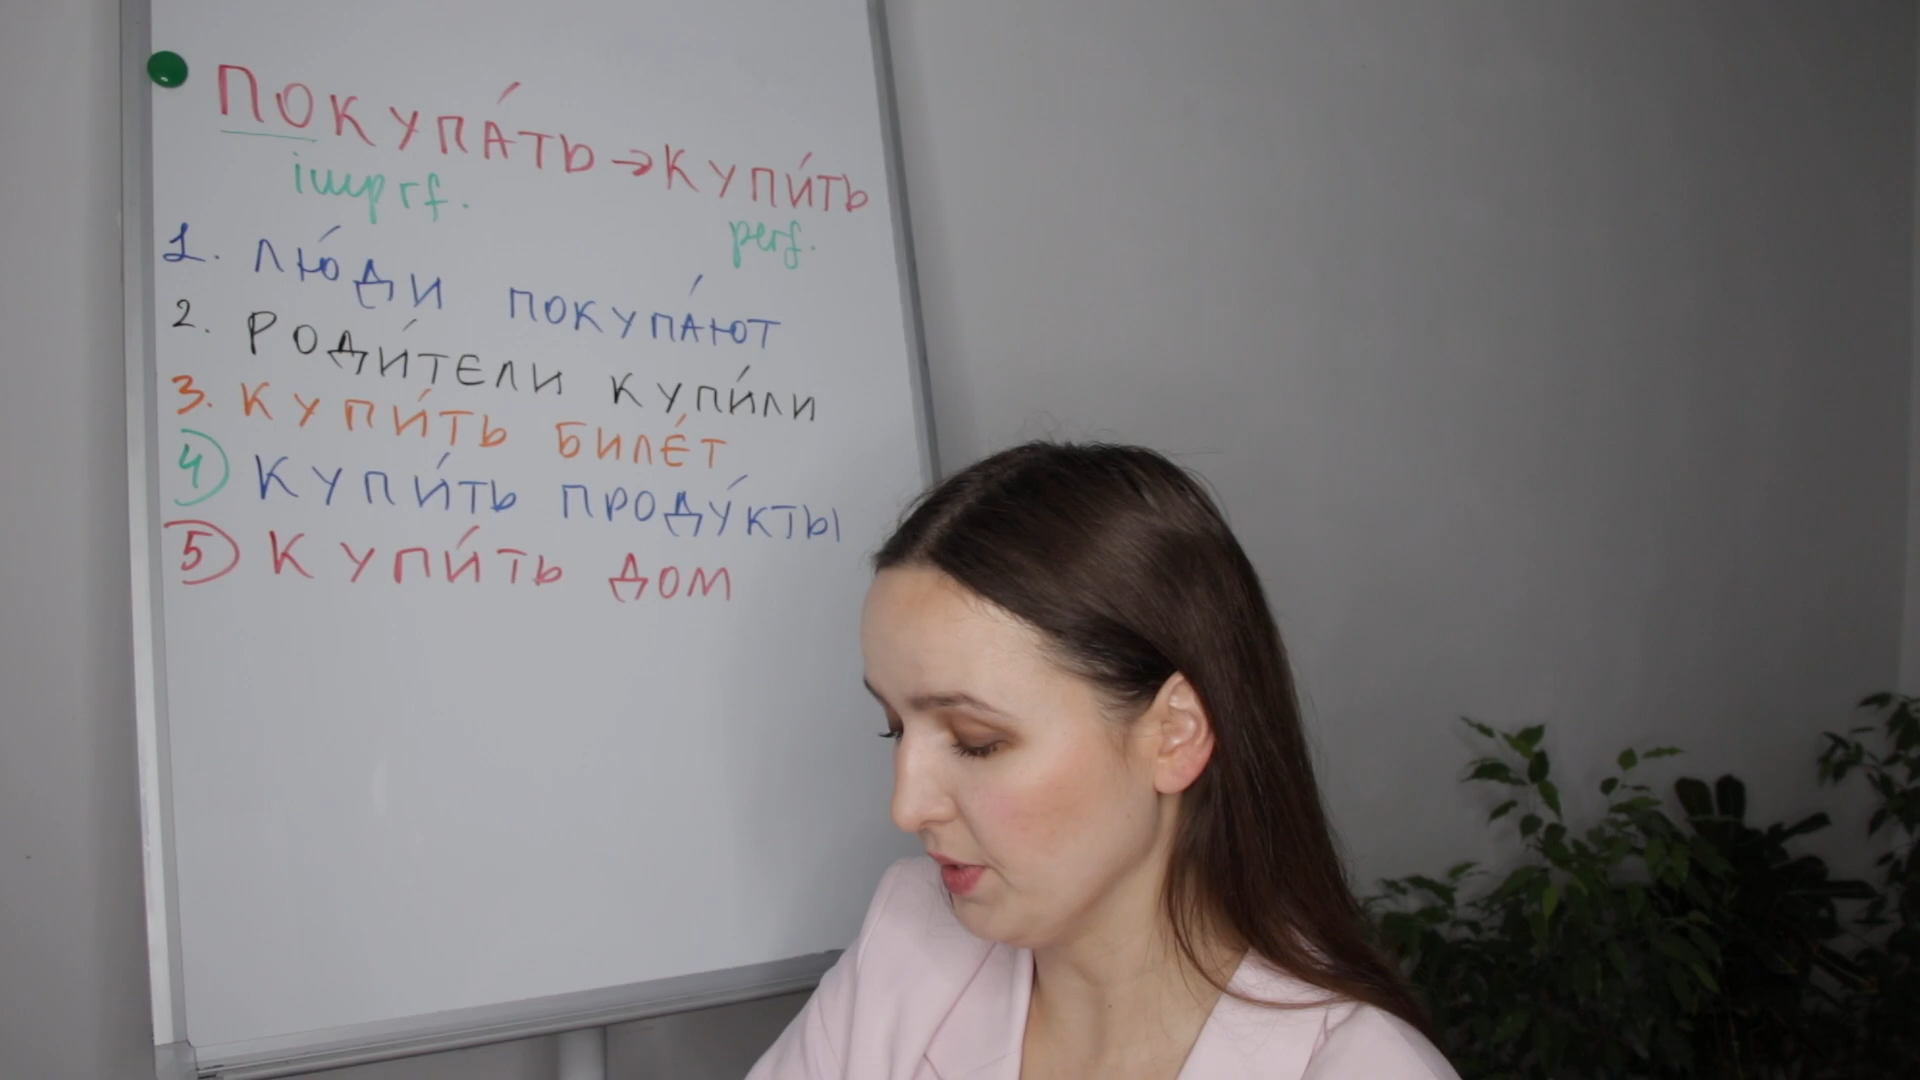 ПОКУПА́ТЬ → КУПИ́ТЬ
imprf. perf.
1. ЛЮ́ДИ ПОКУПА́ЮТ
2. РОДИ́ТЕЛИ КУПИ́ЛИ
3. КУПИ́ТЬ БИЛЕ́Т
4) КУПИ́ТЬ ПРОДУ́КТЫ
5) КУПИ́ТЬ ДОМ